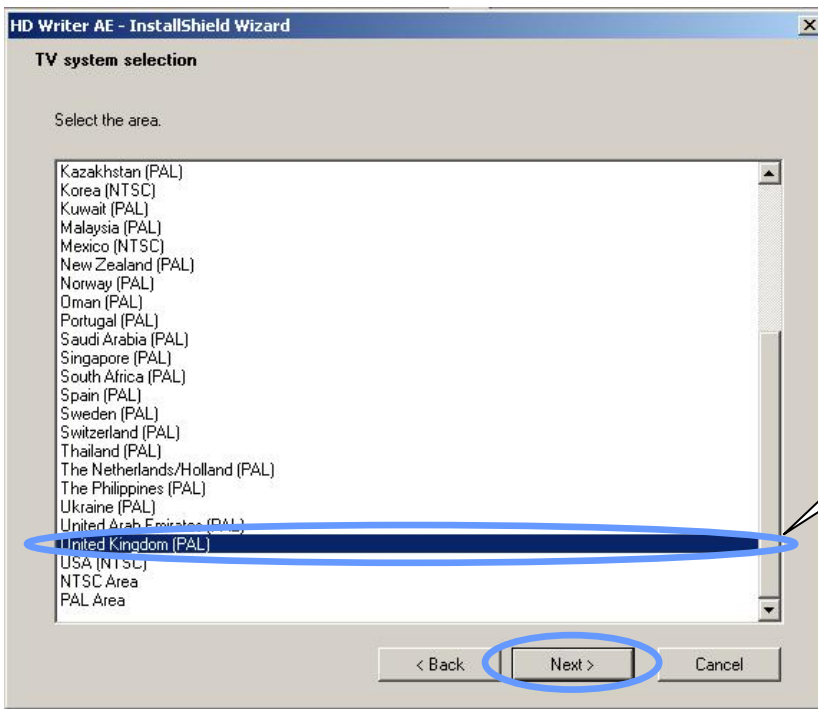 HD Writer AE - InstallShield Wizard
TV system selection
Select the area.
Kazakhstan (PAL)
Korea (NTSC)
Kuwait (PAL)
Malaysia (PAL)
Mexico (NTSC)
New Zealand (PAL)
Norway (PAL)
Oman (PAL)
Portugal (PAL)
Saudi Arabia (PAL)
Singapore (PAL)
South Africa (PAL)
Spain (PAL)
Sweden (PAL)
Switzerland (PAL)
Thailand (PAL)
The Netherlands/Holland (PAL)
The Philippines (PAL)
Ukraine (PAL)
United Arab Emirates (PAL)
United Kingdom (PAL)
USA (NTSC)
NTSC Area
PAL Area
< Back Next > Cancel